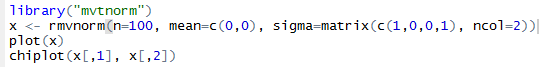 library("mvtnorm")
x <- rmvnorm(n=100, mean=c(0,0), sigma=matrix(c(1,0,0,1), ncol=2))
plot(x)
chiplot(x[,1], x[,2])